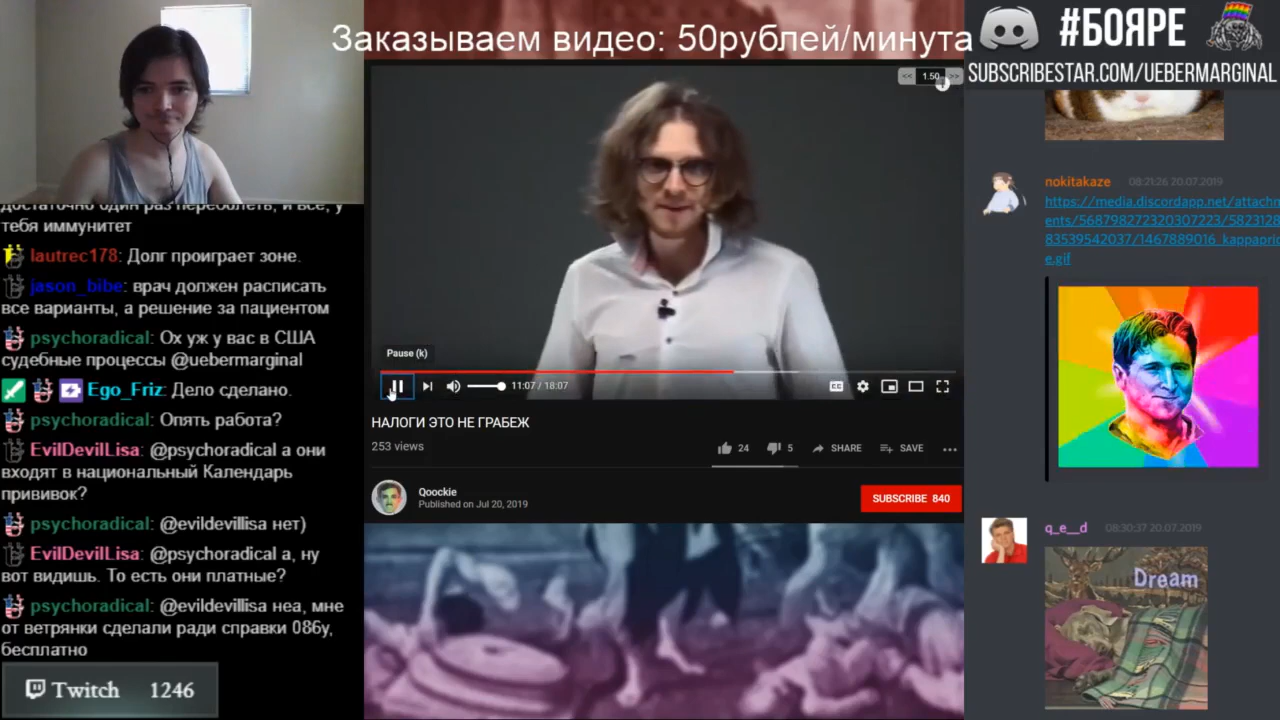 Заказываем видео: 50рублей/минута
#БОЯРЕ
SUBSCRIBESTAR.COM/UEBERMARGINAL
<< 1.50 >>
достаточно один раз переболеть, и все, у
тебя иммунитет
lautrec178: Долг проиграет зоне.
jason_bibe: врач должен расписать
все варианты, а решение за пациентом
psychoradical: Ох уж у вас в США
судебные процессы @uebermarginal
Ego_Friz: Дело сделано.
psychoradical: Опять работа?
EvilDevilLisa: @psychoradical а они
входят в национальный Календарь
прививок?
psychoradical: @evildevillisa нет)
EvilDevilLisa: @psychoradical а, ну
вот видишь. То есть они платные?
psychoradical: @evildevillisa неа, мне
от ветрянки сделали ради справки 086у,
бесплатно
Twitch 1246
Pause (k)
11:07 / 18:07
НАЛОГИ ЭТО НЕ ГРАБЕЖ
253 views
24 5 SHARE SAVE
Qoockie
Published on Jul 20, 2019
SUBSCRIBE 840
nokitakaze 08:21:26 20.07.2019
https://media.discordapp.net/attachm
ents/568798272320307223/5823128
83539542037/1467889016_kappaprid
e.gif
q_e__d 08:30:37 20.07.2019
Dream